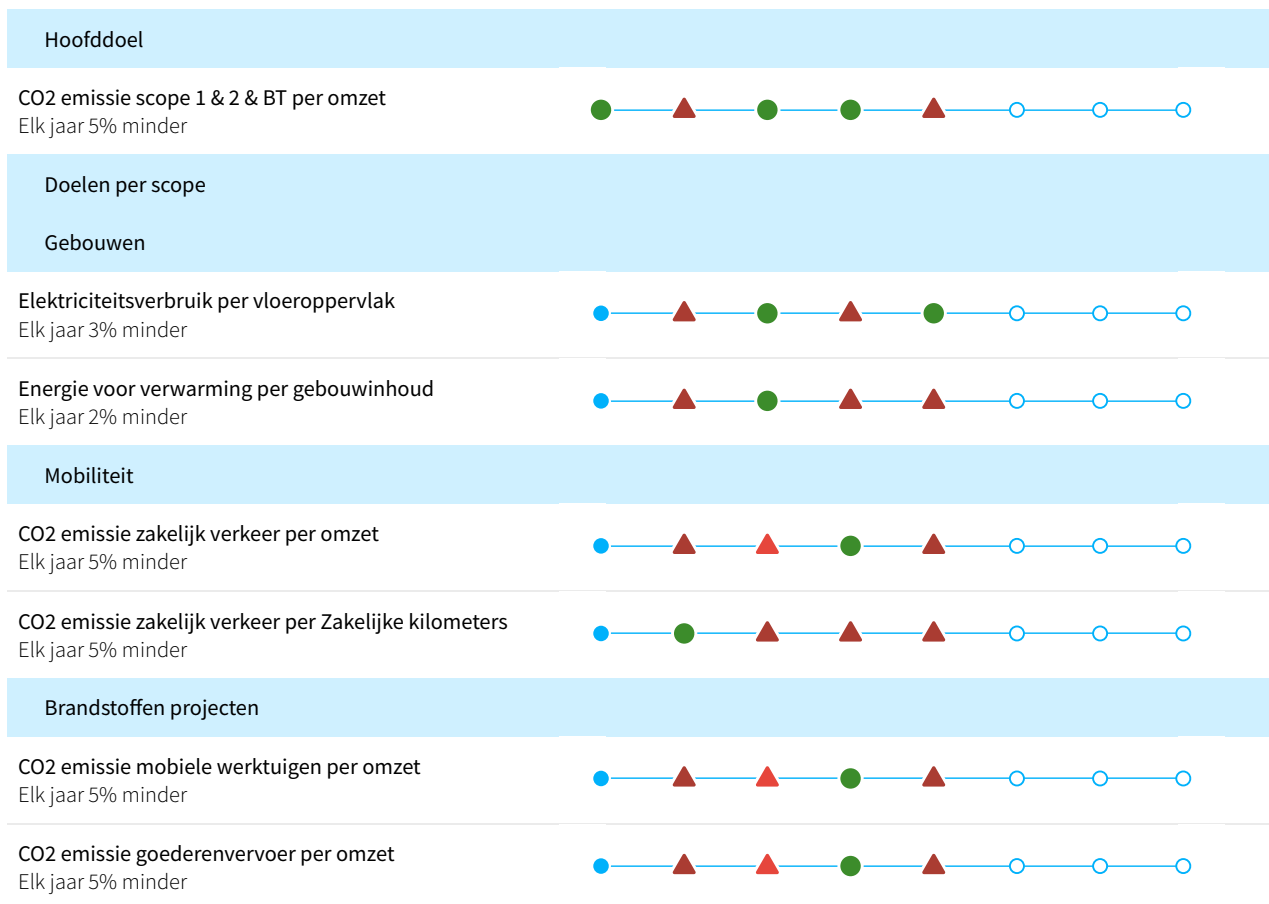 Hoofddoel
CO2 emissie scope 1 & 2 & BT per omzet
Elk jaar 5% minder
Doelen per scope
Gebouwen
Elektriciteitsverbruik per vloeroppervlak
Elk jaar 3% minder
Energie voor verwarming per gebouwinhoud
Elk jaar 2% minder
Mobiliteit
CO2 emissie zakelijk verkeer per omzet
Elk jaar 5% minder
CO2 emissie zakelijk verkeer per Zakelijke kilometers
Elk jaar 5% minder
Brandstoffen projecten
CO2 emissie mobiele werktuigen per omzet
Elk jaar 5% minder
CO2 emissie goederenvervoer per omzet
Elk jaar 5% minder